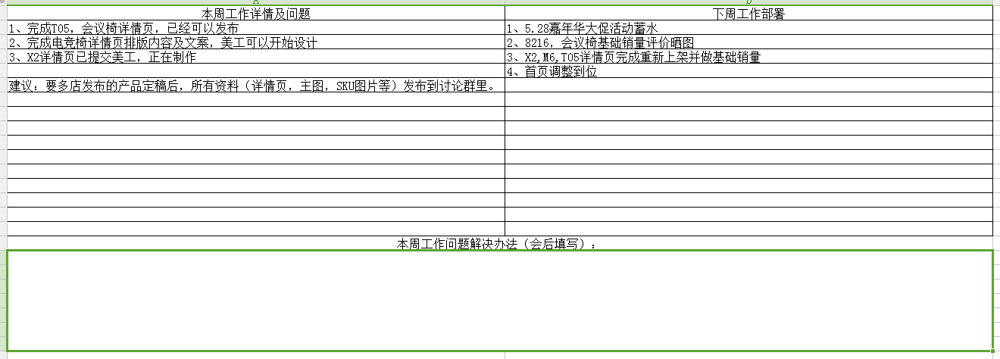 本周工作详情及问题
下周工作部署
1、完成T05，会议椅详情页，已经可以发布
1、5.28嘉年华大促活动蓄水
2、完成电竞椅详情页排版内容及文案，美工可以开始设计
2、8216，会议椅基础销量评价晒图
3、X2详情页已提交美工，正在制作
3、X2,M6,T05详情页完成重新上架并做基础销量
4、首页调整到位
建议：要多店发布的产品定稿后，所有资料（详情页，主图，SKU图片等）发布到讨论群里。
本周工作问题解决办法（会后填写）：